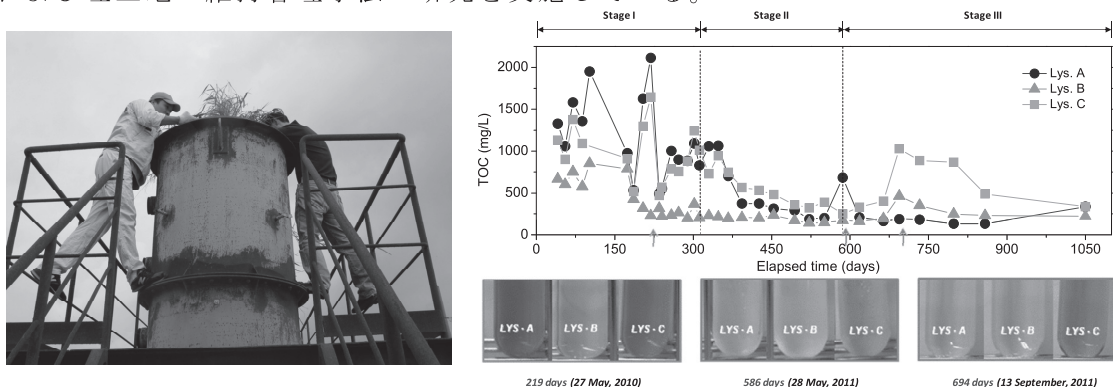 Stage I
Stage II
Stage III
2000
1500
1000
500
0
TOC (mg/L)
Lys. A
Lys. B
Lys. C
0 150 300 450 600 750 900 1050
Elapsed time (days)
LYS・A LYS・B LYS・C
LYS・A LYS・B LYS・C
LYS・A LYS・B LYS・C
219 days (27 May, 2010)
586 days (28 May, 2011)
694 days (13 September, 2011)